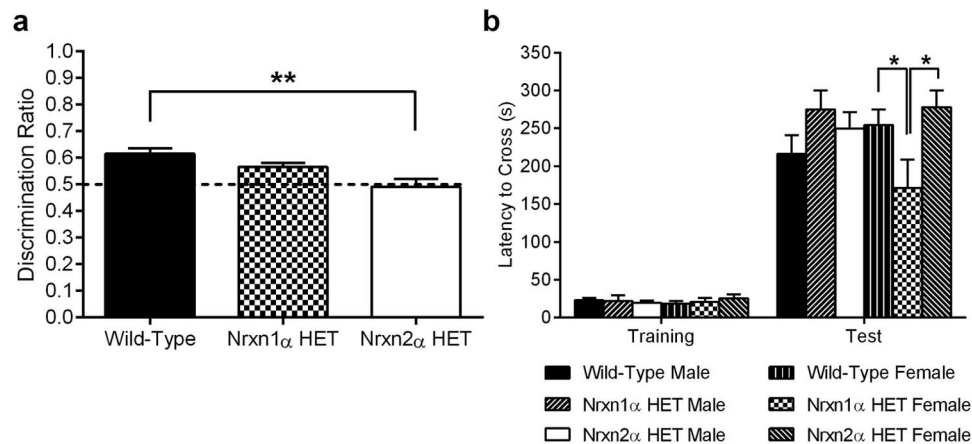 a
Discrimination Ratio
1.0
0.9
0.8
0.7
0.6
0.5
0.4
0.3
0.2
0.1
0.0
**
Wild-Type Nrxn1α HET Nrxn2α HET
b
Latency to Cross (s)
350
300
250
200
150
100
50
0
* *
Training Test
Wild-Type Male
Nrxn1α HET Male
Nrxn2α HET Male
Wild-Type Female
Nrxn1α HET Female
Nrxn2α HET Female